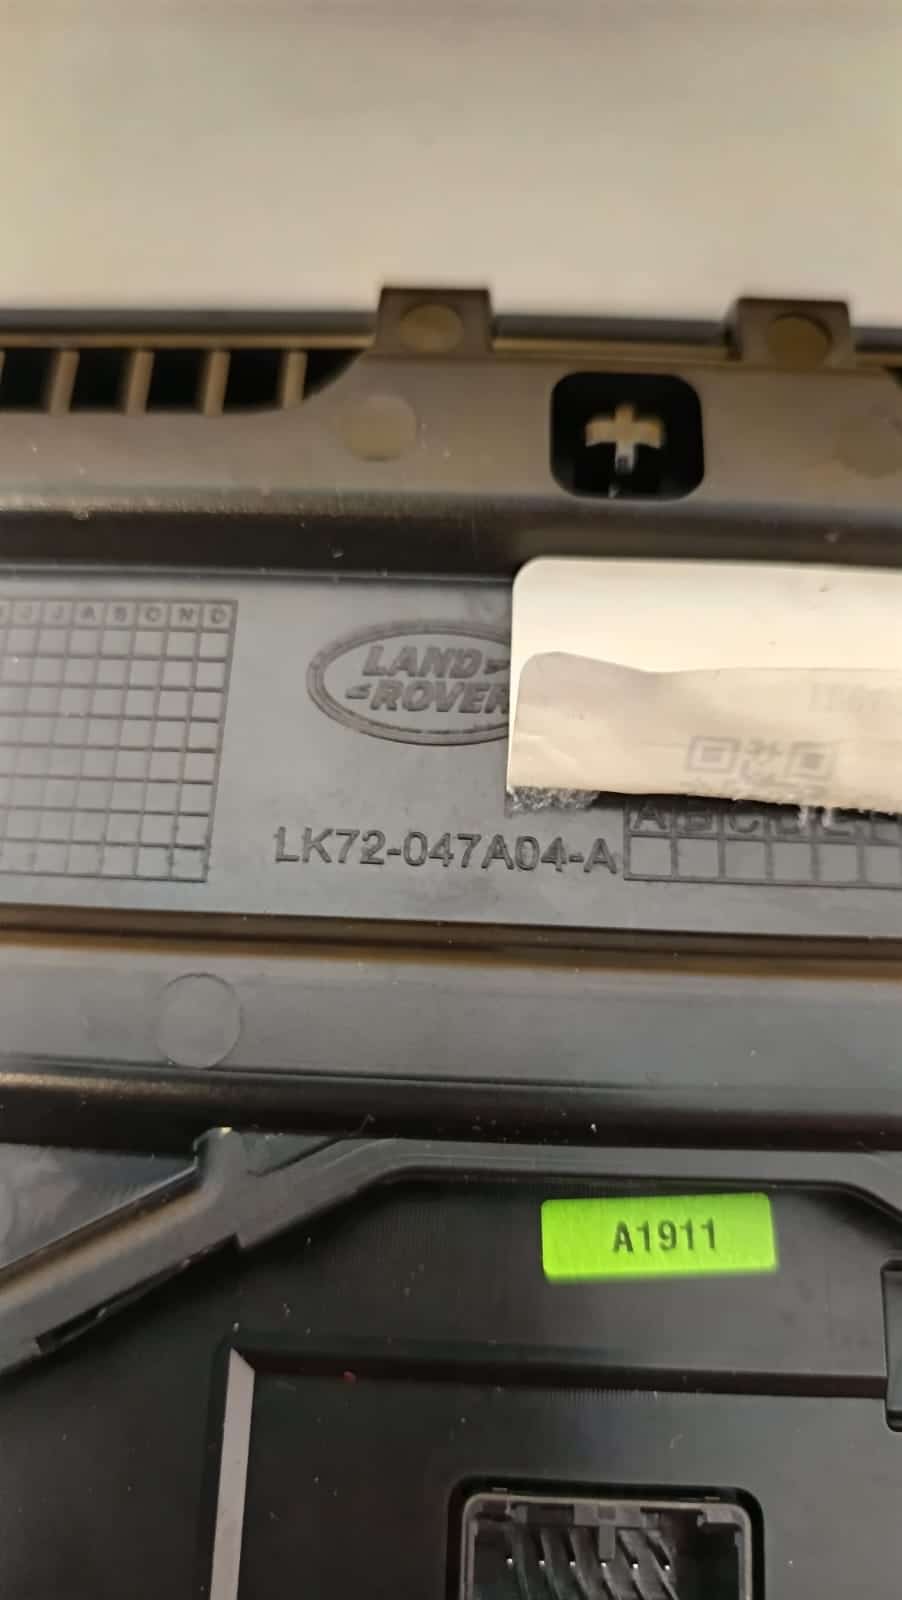 J J A S O N D
LAND
ROVER
A B C D E
LK72-047A04-A
A1911